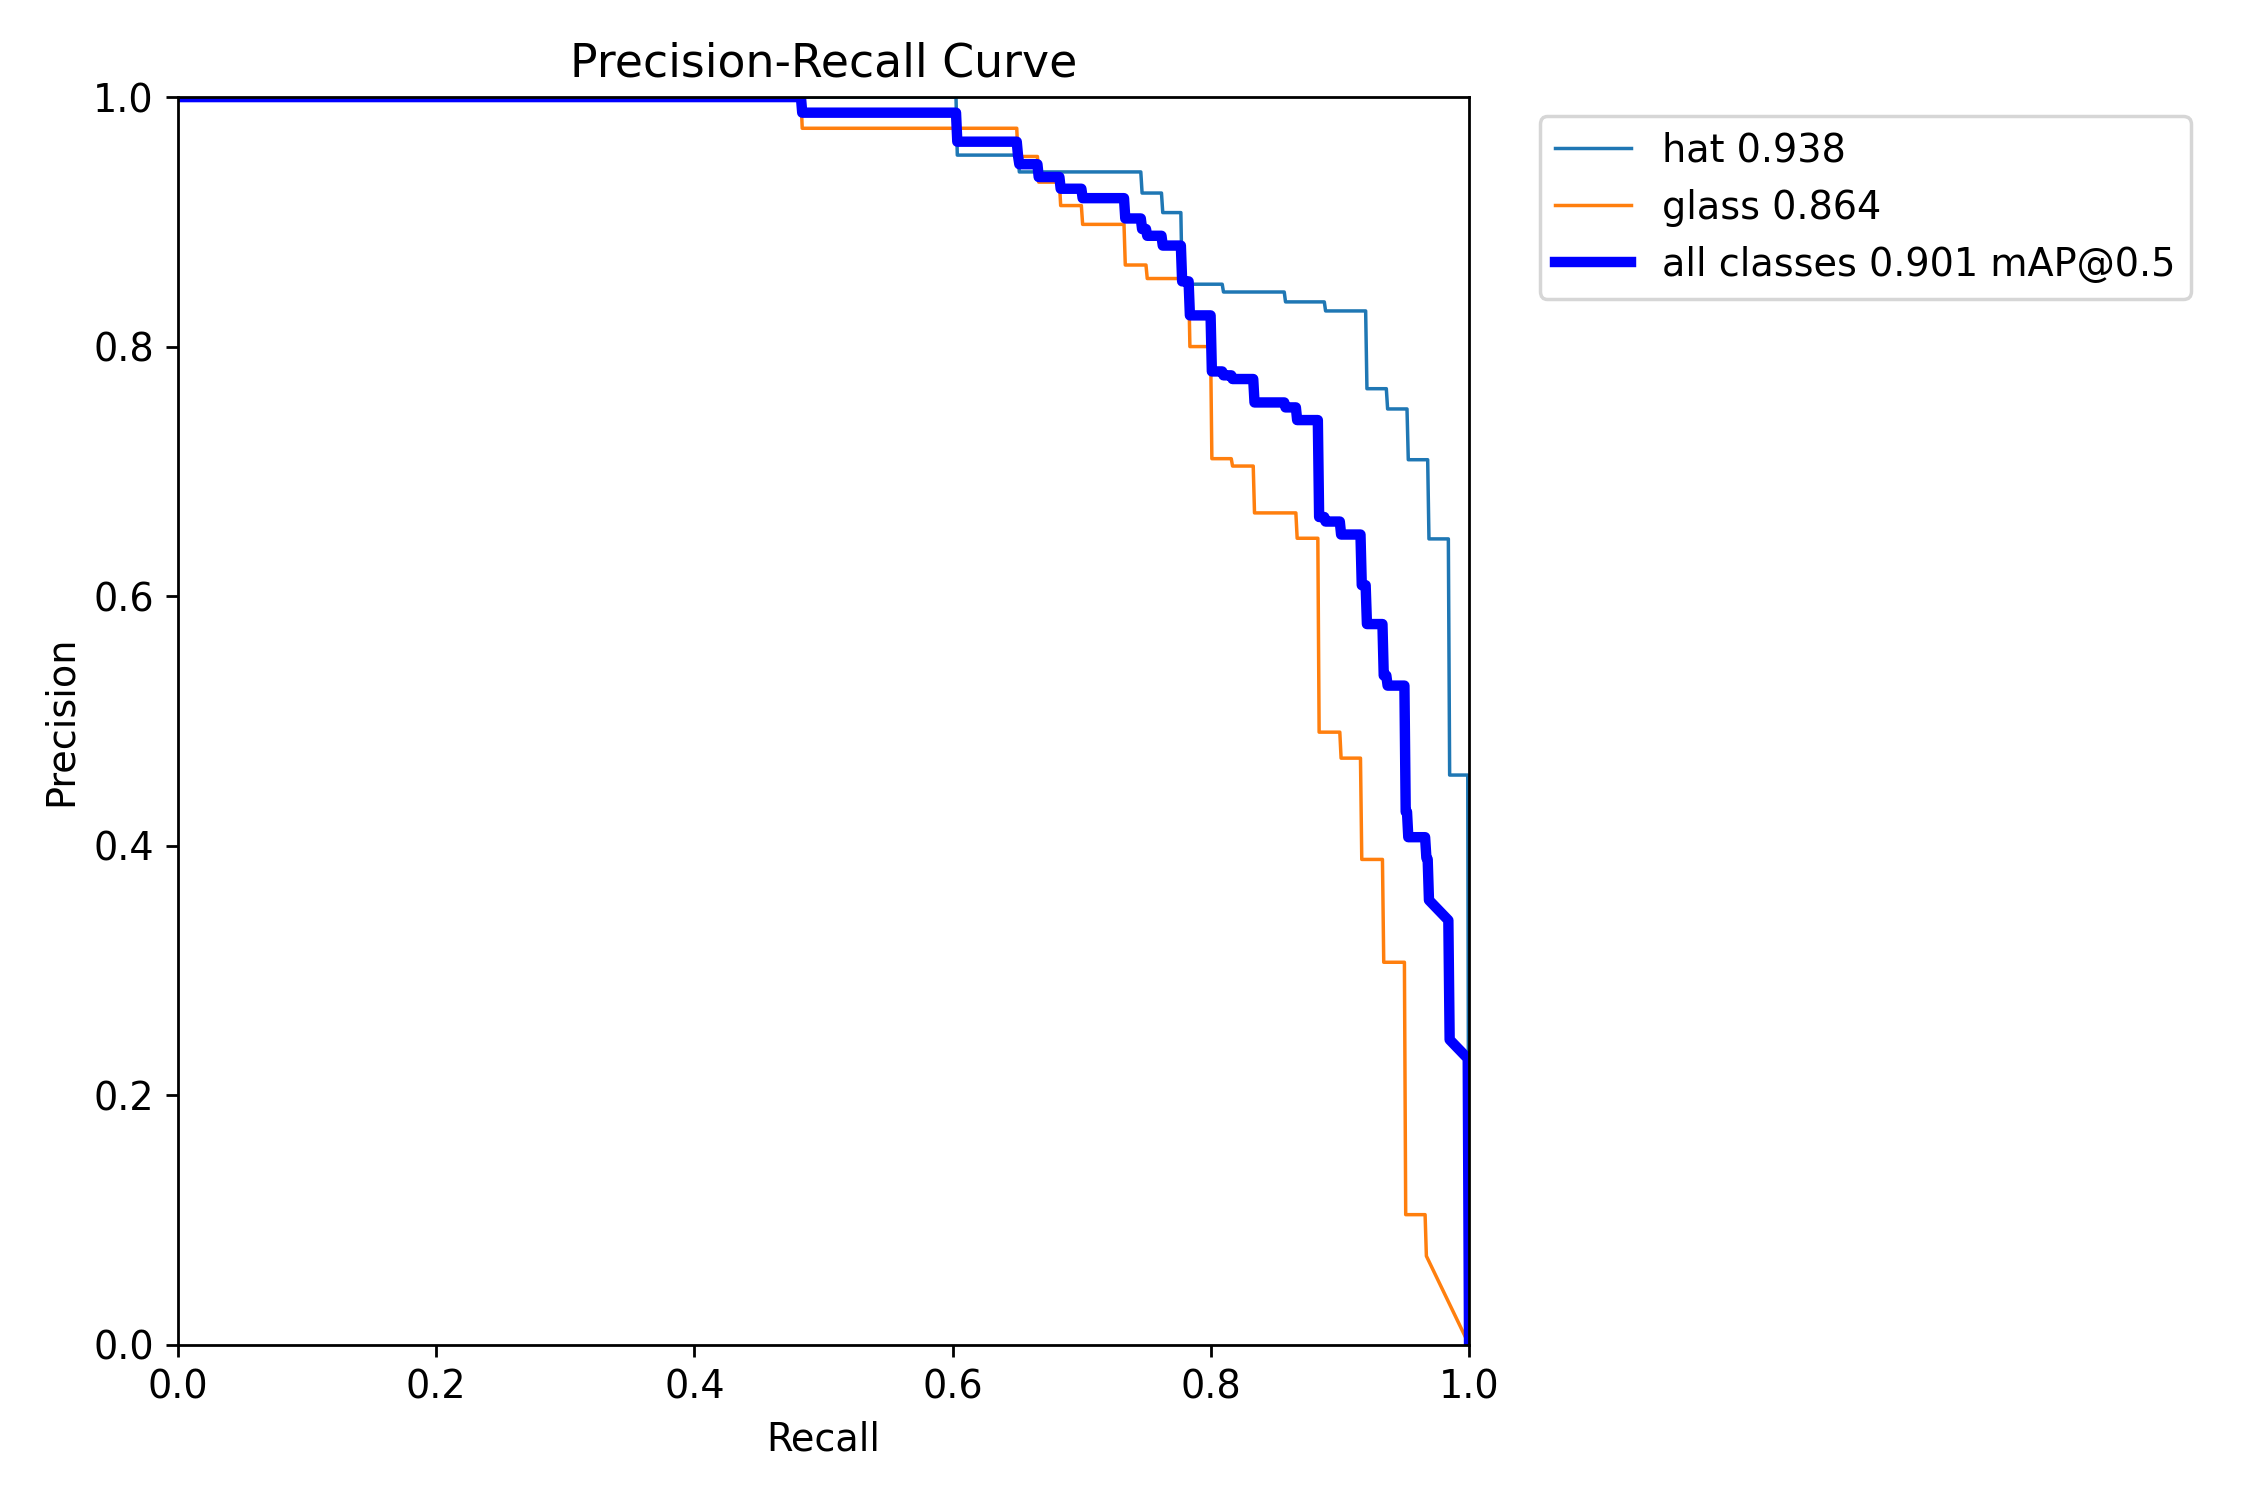 Precision-Recall Curve
1.0
0.8
0.6
0.4
0.2
0.0
Precision
0.0 0.2 0.4 0.6 0.8 1.0
Recall
hat 0.938
glass 0.864
all classes 0.901 mAP@0.5